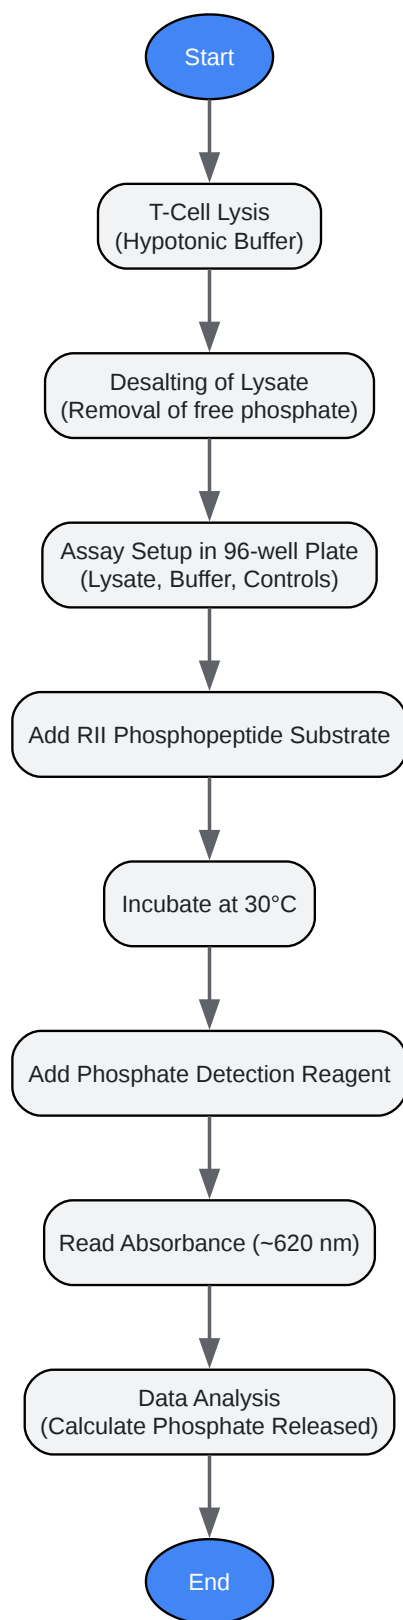 Start
T-Cell Lysis
(Hypotonic Buffer)
Desalting of Lysate
(Removal of free phosphate)
Assay Setup in 96-well Plate
(Lysate, Buffer, Controls)
Add RII Phosphopeptide Substrate
Incubate at 30°C
Add Phosphate Detection Reagent
Read Absorbance (~620 nm)
Data Analysis
(Calculate Phosphate Released)
End